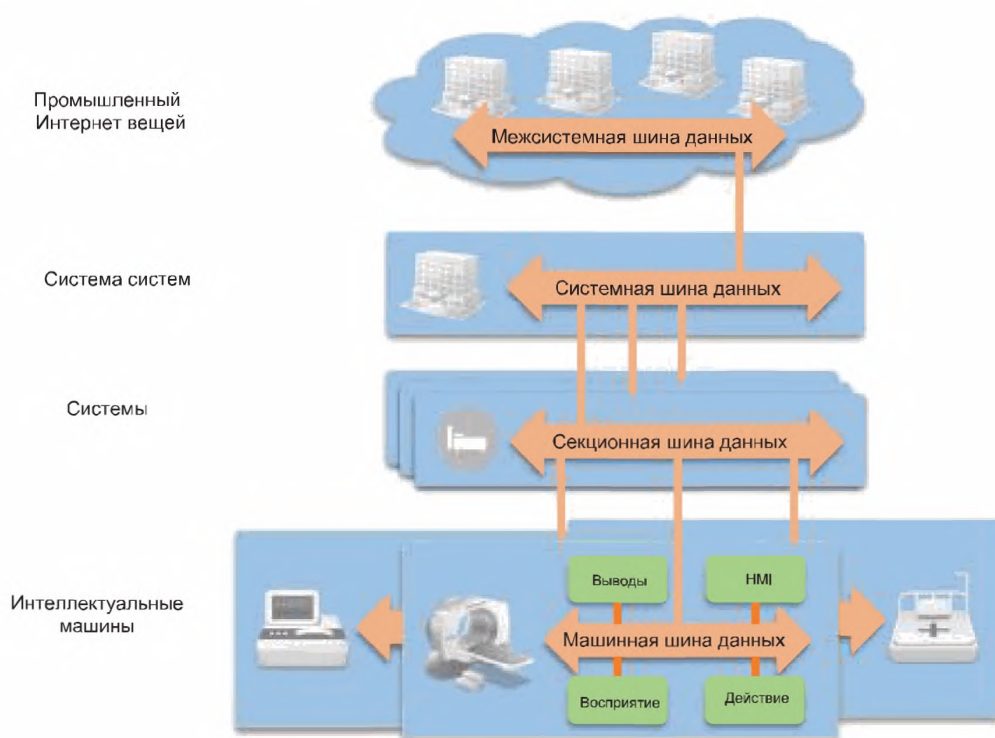 Промышленный
Интернет вещей
Межсистемная шина данных
Система систем
Системная шина данных
Системы
Секционная шина данных
Интеллектуальные
машины
Выводы
HMI
Машинная шина данных
Восприятие
Действие